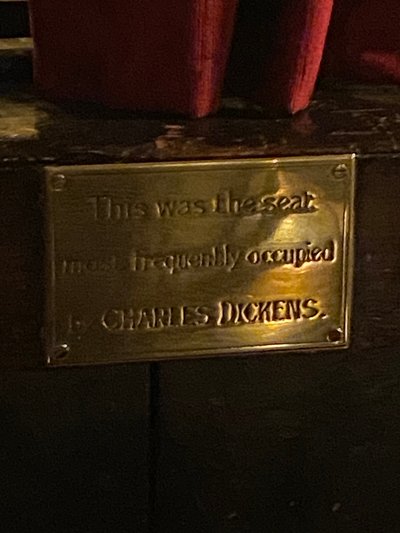 This was the seat
most frequently occupied
by CHARLES DICKENS.